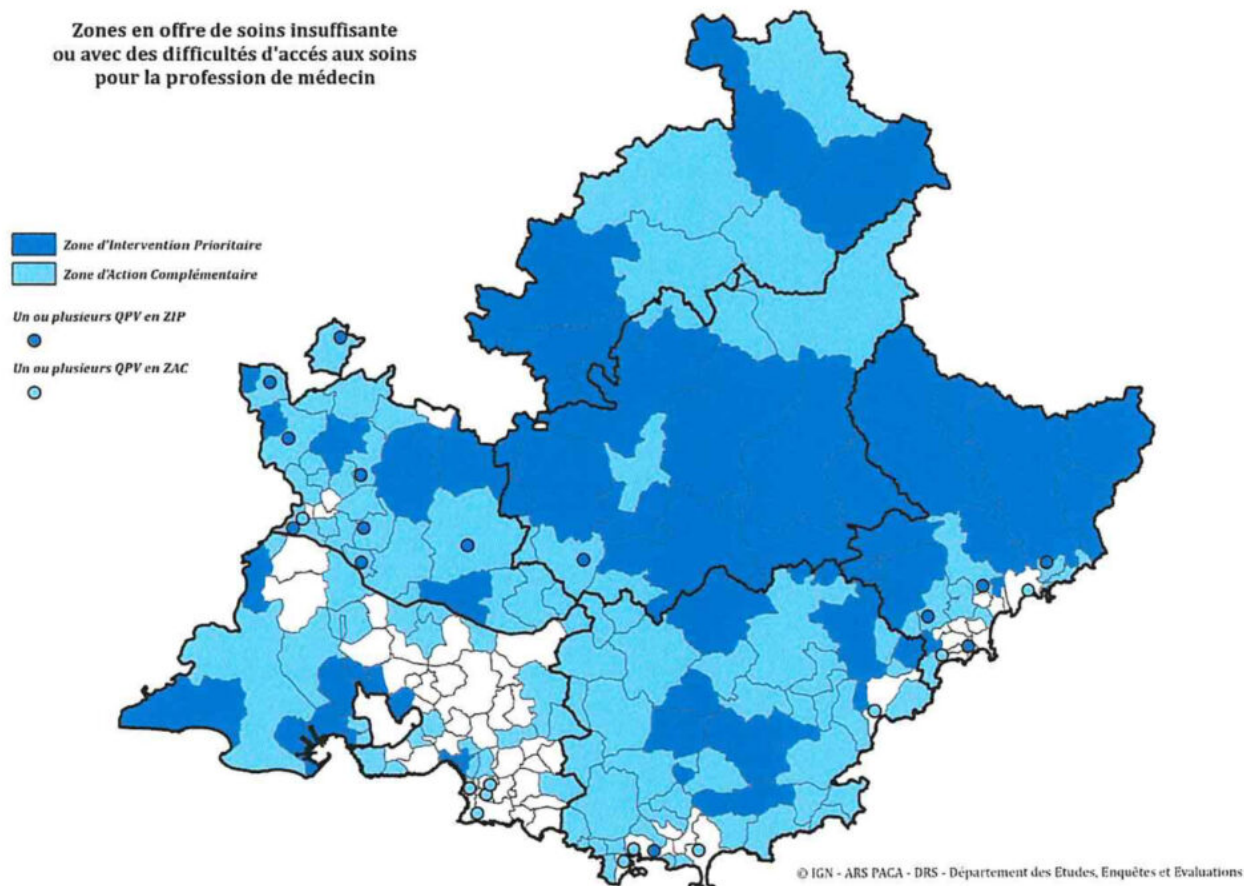 Zones en offre de soins insuffisante
ou avec des difficultés d'accés aux soins
pour la profession de médecin
Zone d'Intervention Prioritaire
Zone d'Action Complémentaire
Un ou plusieurs QPV en ZIP
Un ou plusieurs QPV en ZAC
© IGN - ARS PACA - DRS - Département des Etudes, Enquêtes et Evaluations